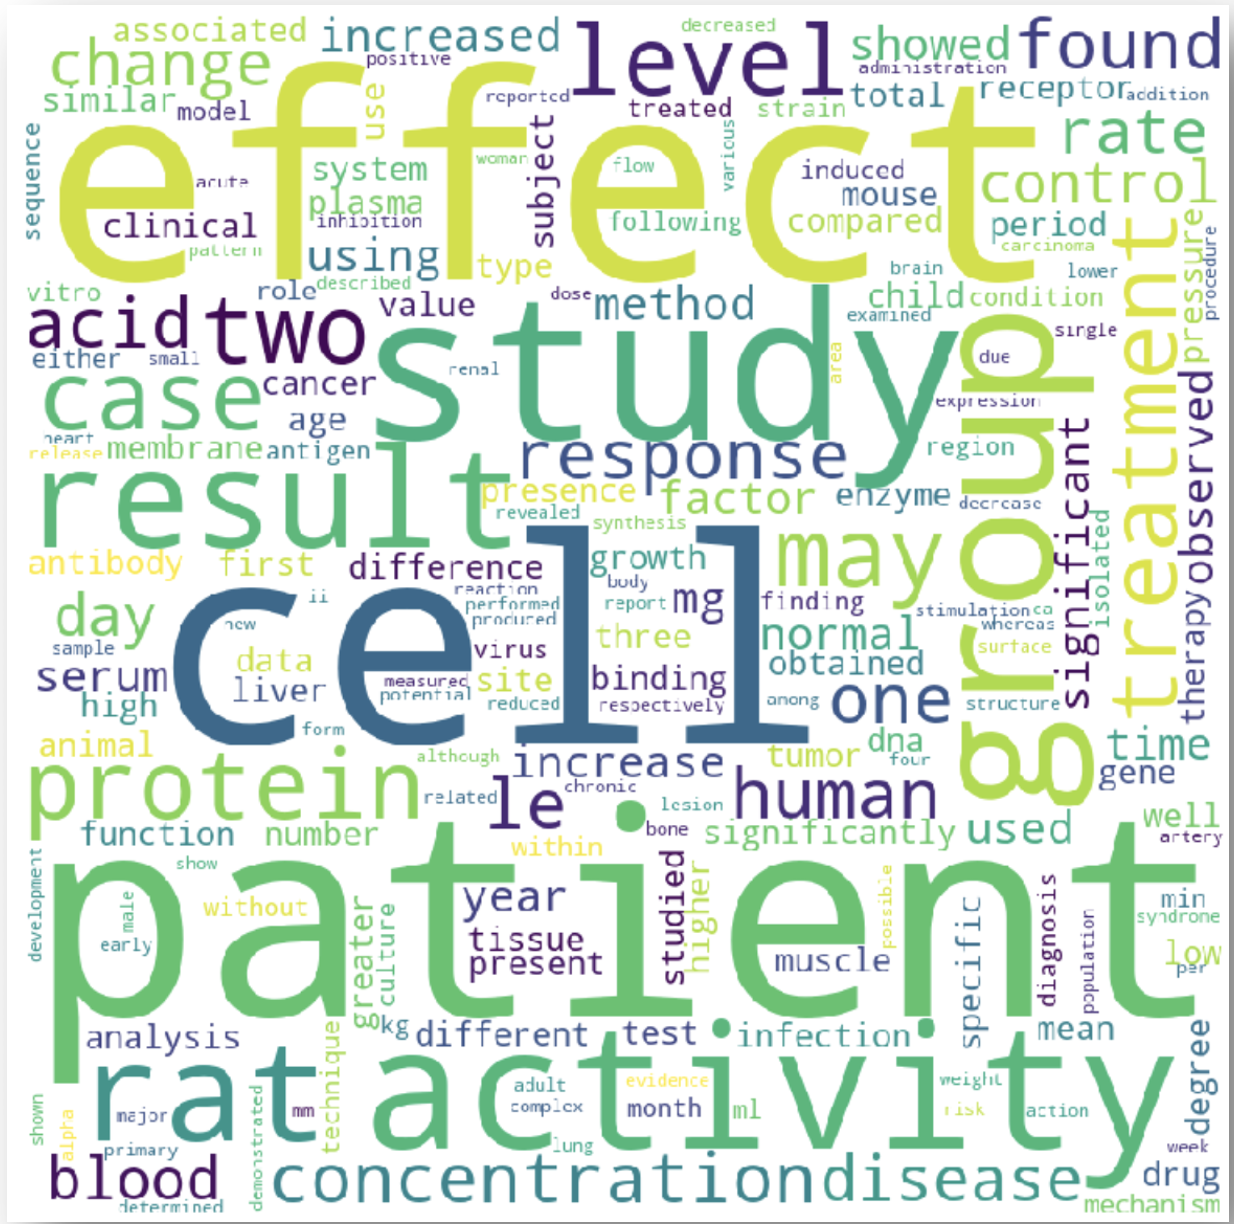 associated
increased
decreased
level
showed
found
change
positive
administration
similar
model
use
reported
treated
strain
total
receptor
addition
effect
rate
sequence
acute
system
woman
subject
flow
various
induced
mouse
control
plasma
inhibition
clinical
following
compared
period
pattern
using
type
carcinoma
treatment
pressure
procedure
described
brain
lower
vitro
role
value
dose
method
child
condition
acid
two
study
examined
single
either
small
renal
area
group
due
case
cancer
expression
age
observed
heart
membrane
antigen
response
region
significant
release
result
presence
factor
enzyme
decrease
revealed
synthesis
isolated
antibody
first
difference
cell
growth
may
reaction
body
day
ii
performed
report
mg
finding
stimulation
ca
produced
new
whereas
three
normal
sample
data
virus
surface
serum
liver
measured
site
binding
obtained
therapy
high
potential
reduced
respectively
among
one
structure
form
animal
although
increase
tumor
dna
four
time
gene
protein
related
le
chronic
human
lesion
well
function
number
bone
significantly
used
artery
within
development
show
patient
male
without
year
studied
higher
possible
specific
diagnosis
population
min
syndrome
early
greater
culture
tissue
present
muscle
low
per
analysis
kg
different
test
infection
mean
degree
rat
technique
activity
adult
evidence
weight
shown
alpha
major
demonstrated
mm
complex
month
ml
risk
action
primary
lung
week
blood
concentration
disease
drug
determined
mechanism